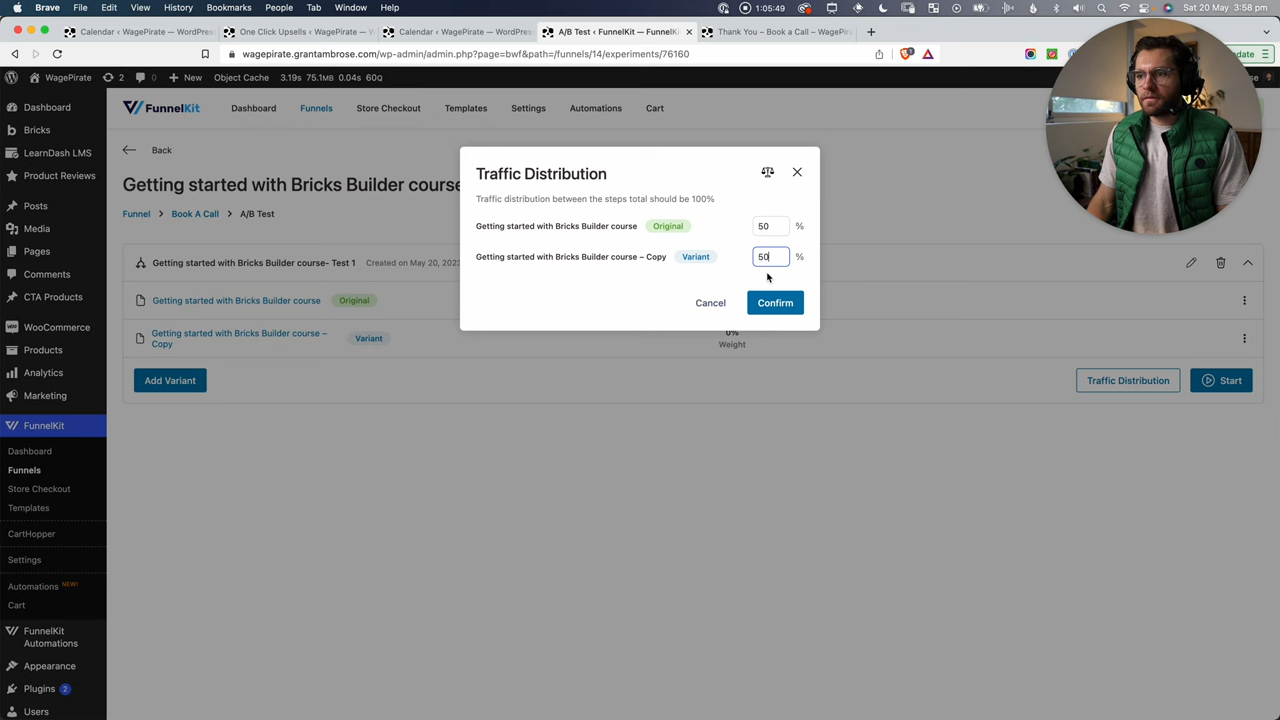 Brave File Edit View History Bookmarks People Tab Window Help
1:05:49
Sat May 20 3:58 pm
Calendar ‹ WagePirate — WordPres
One Click Upsells ‹ WagePirate — W
Calendar ‹ WagePirate — WordPres
A/B Test ‹ FunnelKit — FunnelKit
Thank You – Book a Call – WagePir
wagepirate.grantambrose.com/wp-admin/admin.php?page=bwf&path=/funnels/14/experiments/76160
WagePirate 2 0 New Object Cache 3.19s 75.1MB 0.04s 60Q
Dashboard
Bricks
LearnDash LMS
Product Reviews
Posts
Media
Pages
Comments
CTA Products
WooCommerce
Products
Analytics
Marketing
FunnelKit
Dashboard
Funnels
Store Checkout
Templates
CartHopper
Settings
Automations NEW!
Cart
FunnelKit
Automations
Appearance
Plugins 2
Users
FunnelKit
Dashboard Funnels Store Checkout Templates Settings Automations Cart
Back
Getting started with Bricks Builder course
Funnel > Book A Call > A/B Test
Getting started with Bricks Builder course- Test 1 Created on May 20, 2023
Getting started with Bricks Builder course Original
Getting started with Bricks Builder course –
Copy
Variant
0%
Weight
Add Variant
Traffic Distribution
Start
Traffic Distribution
Traffic distribution between the steps total should be 100%
Getting started with Bricks Builder course Original 50 %
Getting started with Bricks Builder course – Copy Variant 50 %
Cancel Confirm